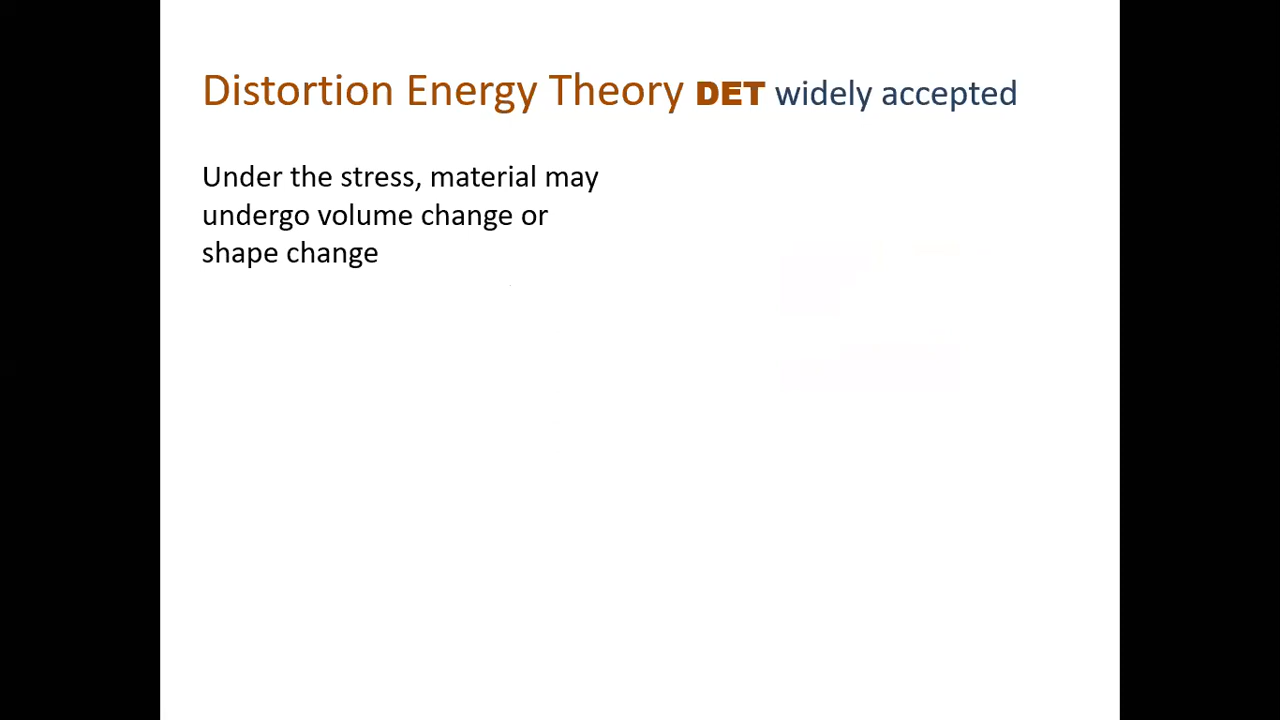 Distortion Energy Theory DET widely accepted
Under the stress, material may
undergo volume change or
shape change